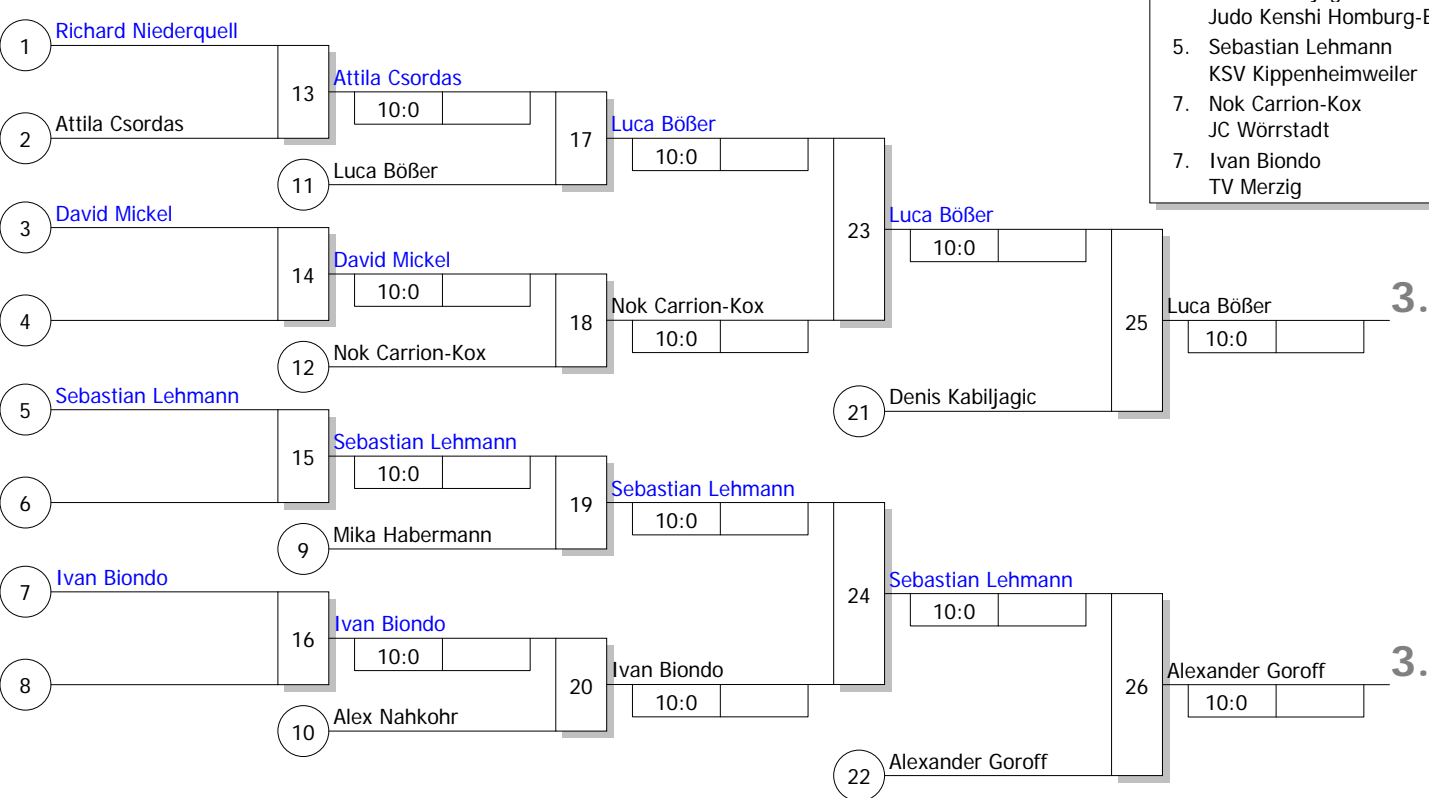 Judo Kenshi Homburg-E
5. Sebastian Lehmann
KSV Kippenheimweiler
7. Nok Carrion-Kox
JC Wörrstadt
7. Ivan Biondo
TV Merzig
1 Richard Niederquell
13 Attila Csordas
10:0
2 Attila Csordas
17 Luca Bößer
10:0
11 Luca Bößer
3 David Mickel
23 Luca Bößer
10:0
14 David Mickel
10:0
4
18 Nok Carrion-Kox
10:0
12 Nok Carrion-Kox
25 Luca Bößer 3.
10:0
5 Sebastian Lehmann
21 Denis Kabiljagic
15 Sebastian Lehmann
10:0
6
19 Sebastian Lehmann
10:0
9 Mika Habermann
7 Ivan Biondo
24 Sebastian Lehmann
10:0
16 Ivan Biondo
10:0
8
20 Ivan Biondo
10:0
10 Alex Nahkohr
26 Alexander Goroff 3.
10:0
22 Alexander Goroff